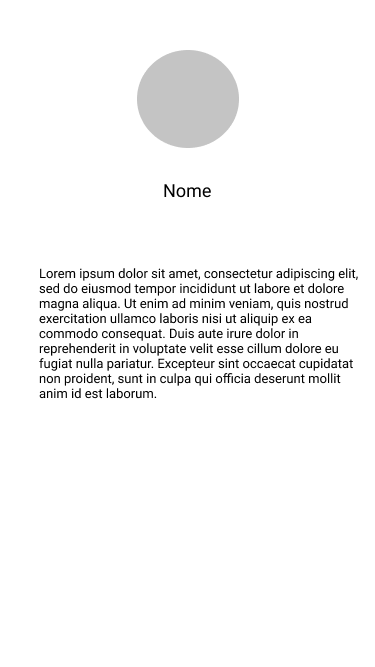 Nome
Lorem ipsum dolor sit amet, consectetur adipiscing elit,
sed do eiusmod tempor incididunt ut labore et dolore
magna aliqua. Ut enim ad minim veniam, quis nostrud
exercitation ullamco laboris nisi ut aliquip ex ea
commodo consequat. Duis aute irure dolor in
reprehenderit in voluptate velit esse cillum dolore eu
fugiat nulla pariatur. Excepteur sint occaecat cupidatat
non proident, sunt in culpa qui officia deserunt mollit
anim id est laborum.